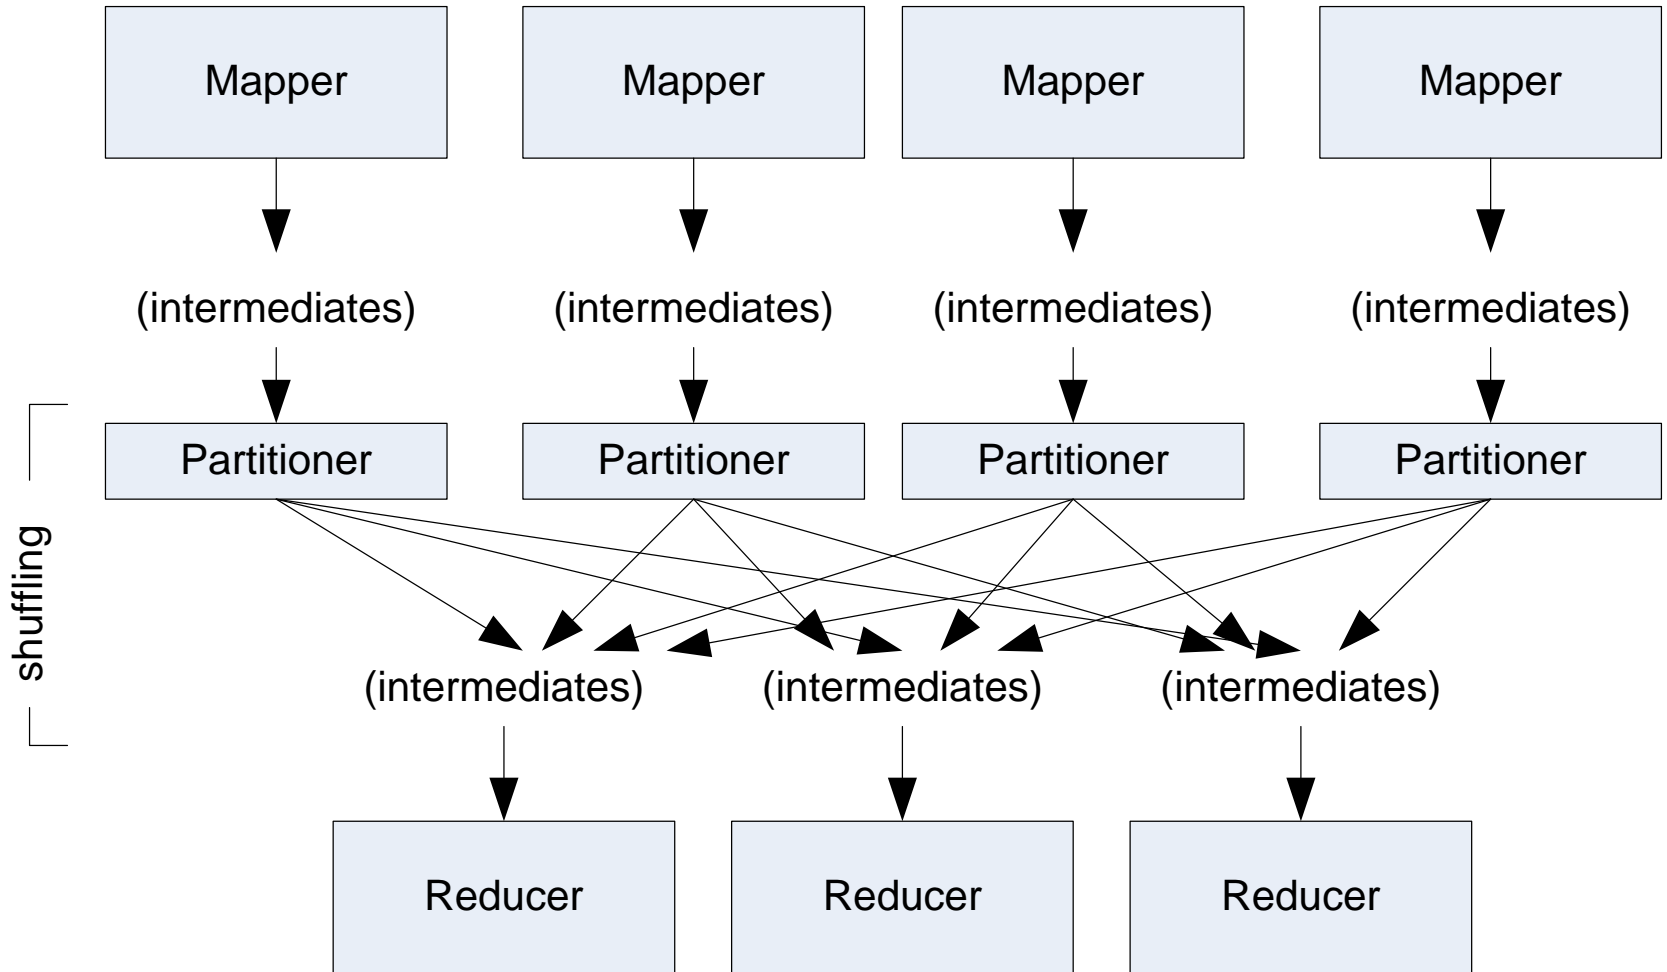 Mapper
Mapper
Mapper
Mapper
(intermediates)
(intermediates)
(intermediates)
(intermediates)
Partitioner
Partitioner
Partitioner
Partitioner
shuffling
(intermediates)
(intermediates)
(intermediates)
Reducer
Reducer
Reducer